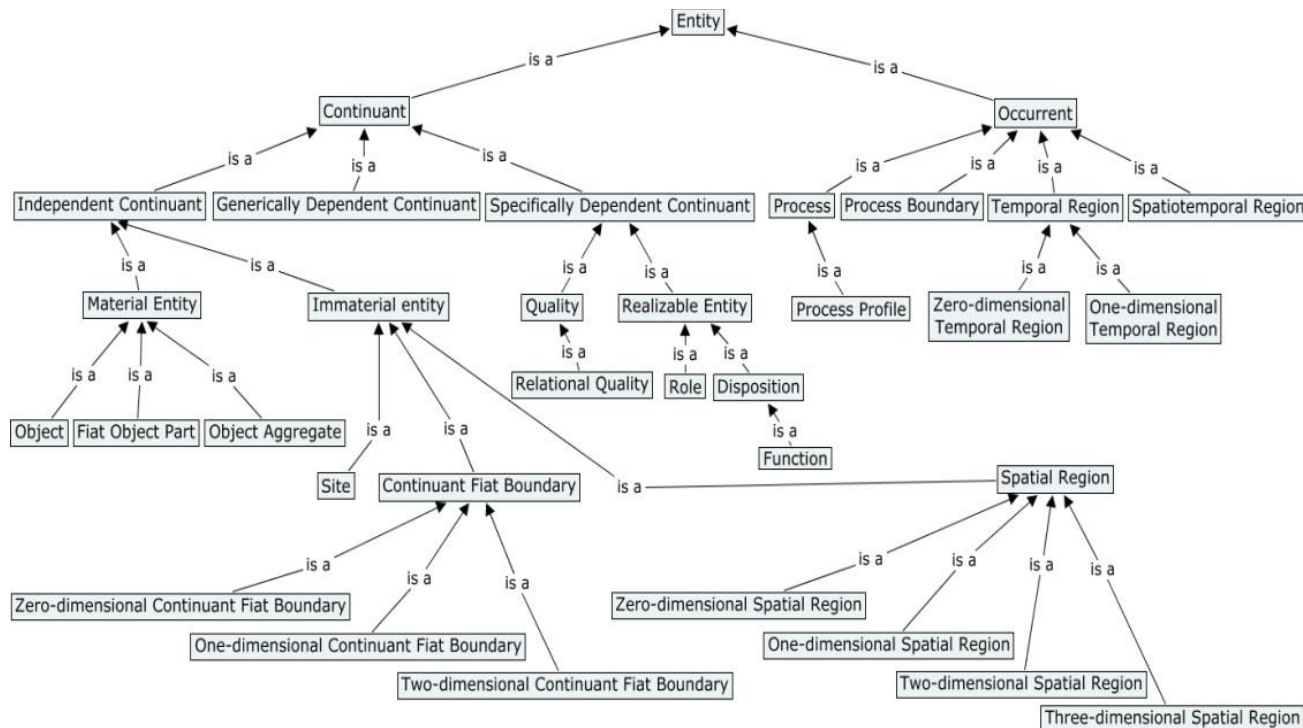 Entity
is a
is a
Continuant
Occurrent
is a
is a
is a
is a
is a
is a
is a
Independent Continuant
Generically Dependent Continuant
Specifically Dependent Continuant
Process
Process Boundary
Temporal Region
Spatiotemporal Region
is a
is a
is a
is a
is a
is a
is a
Material Entity
Immaterial entity
Quality
Realizable Entity
Process Profile
Zero-dimensional
Temporal Region
One-dimensional
Temporal Region
is a
is a
is a
is a
is a
is a
Relational Quality
Role
Disposition
Object
Fiat Object Part
Object Aggregate
is a
is a
is a
Function
Site
Continuant Fiat Boundary
is a
Spatial Region
is a
is a
is a
is a
is a
is a
is a
Zero-dimensional Continuant Fiat Boundary
One-dimensional Continuant Fiat Boundary
Two-dimensional Continuant Fiat Boundary
Zero-dimensional Spatial Region
One-dimensional Spatial Region
Two-dimensional Spatial Region
Three-dimensional Spatial Region